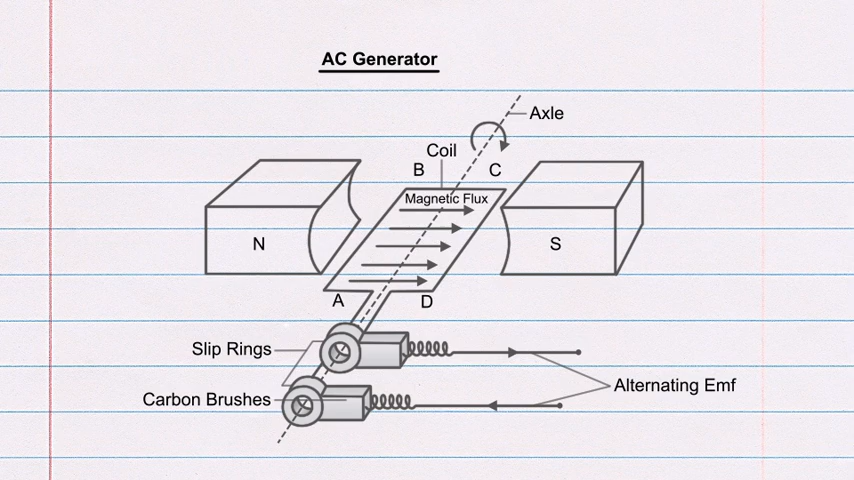 AC Generator
Axle
Coil
B
C
Magnetic Flux
N
S
A
D
Slip Rings
Alternating Emf
Carbon Brushes